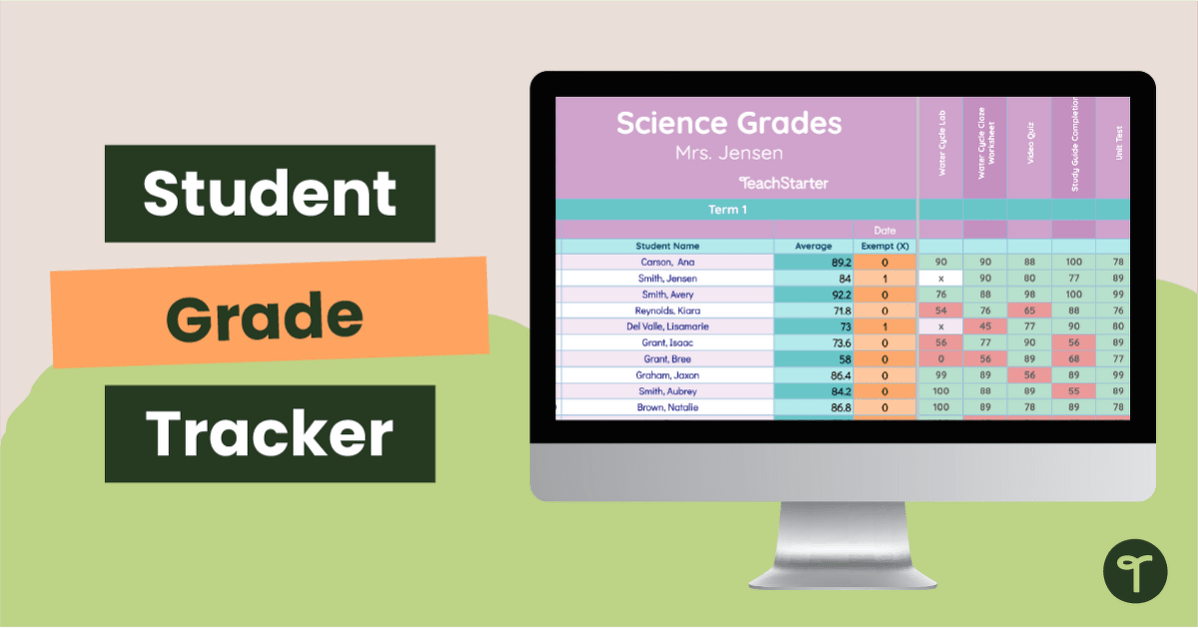 Student
Grade
Tracker
Science Grades
Mrs. Jensen
TeachStarter
Water Cycle Lab
Water Cycle Cloze
Worksheet
Video Quiz
Study Guide Completion
Unit Test
Term 1
Date
Student Name Average Exempt (X)
Carson, Ana 89.2 0 90 90 88 100 78
Smith, Jensen 84 1 x 90 80 77 89
Smith, Avery 92.2 0 76 88 98 100 99
Reynolds, Kiara 71.8 0 54 76 65 88 76
Del Valle, Lisamarie 73 1 x 45 77 90 80
Grant, Isaac 73.6 0 56 77 90 56 89
Grant, Bree 58 0 0 56 89 68 77
Graham, Jaxon 86.4 0 99 89 56 89 99
Smith, Aubrey 84.2 0 100 88 89 55 89
Brown, Natalie 86.8 0 100 89 78 89 78